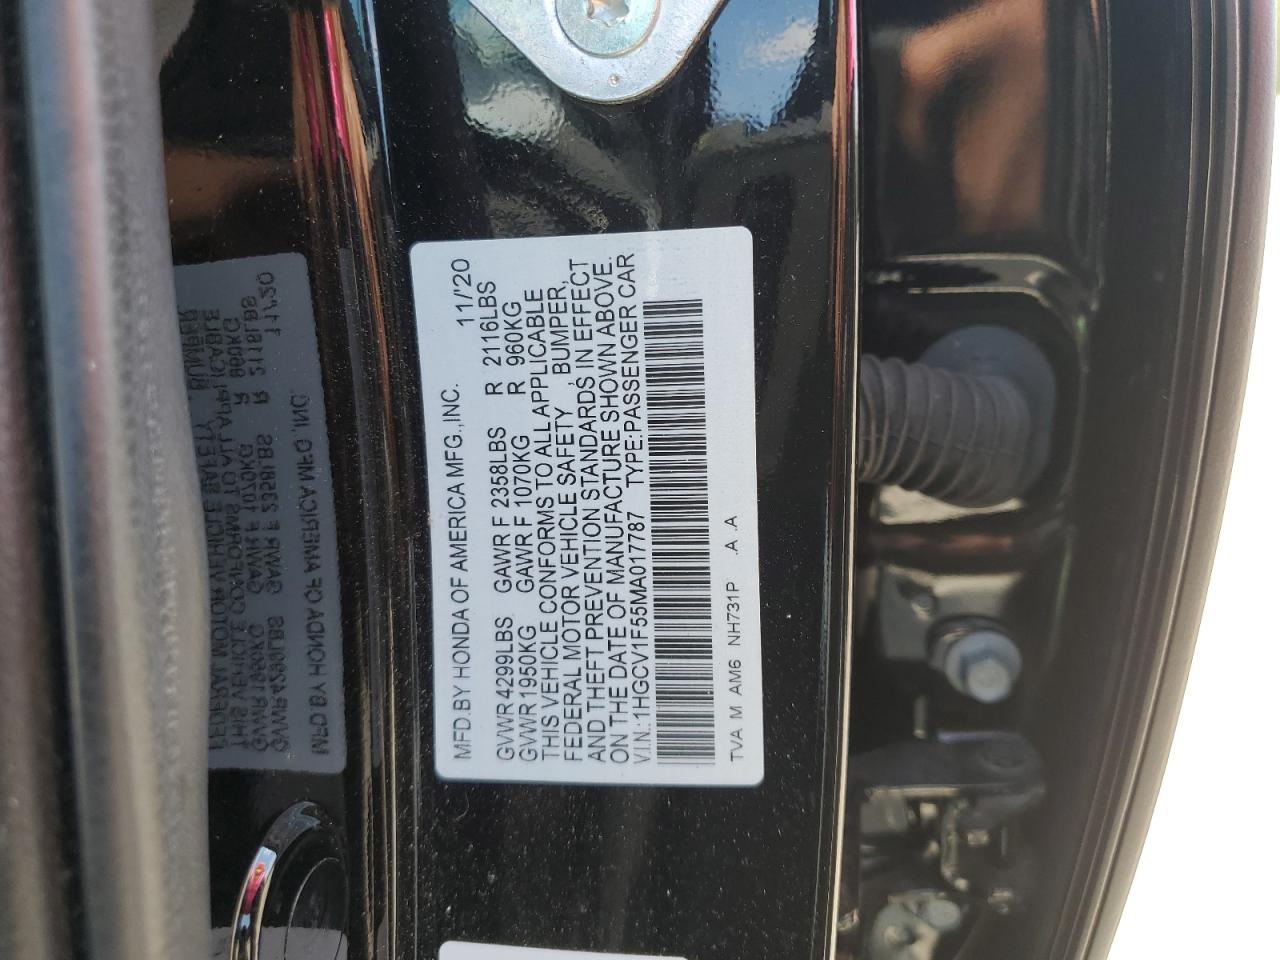 MFD.BY HONDA OF AMERICA MFG.,INC. 11/'20
GVWR 4299LBS GAWR F 2358LBS R 2116LBS
GVWR 1950KG GAWR F 1070KG R 960KG
THIS VEHICLE CONFORMS TO ALL APPLICABLE
FEDERAL MOTOR VEHICLE SAFETY, BUMPER,
AND THEFT PREVENTION STANDARDS IN EFFECT
ON THE DATE OF MANUFACTURE SHOWN ABOVE.
V.I.N.:1HGCV1F55MA017787 TYPE:PASSENGER CAR
TVA M AM6 NH731P .A .A